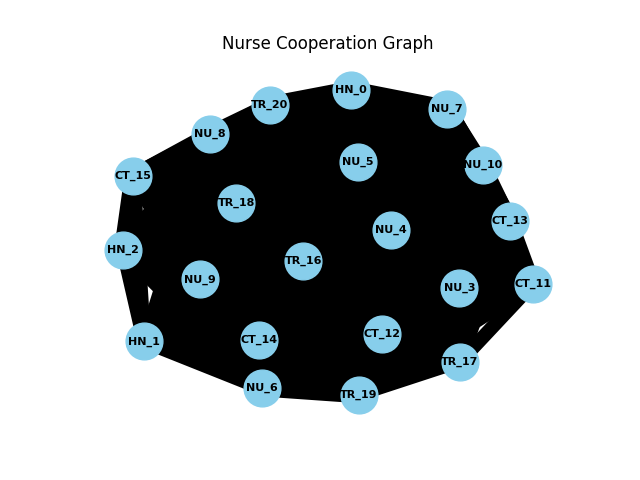 Nurse Cooperation Graph
HN_0
TR_20
NU_7
NU_8
NU_5
NU_10
CT_15
TR_18
CT_13
NU_4
HN_2
TR_16
NU_9
CT_11
NU_3
CT_12
CT_14
HN_1
TR_17
NU_6
TR_19